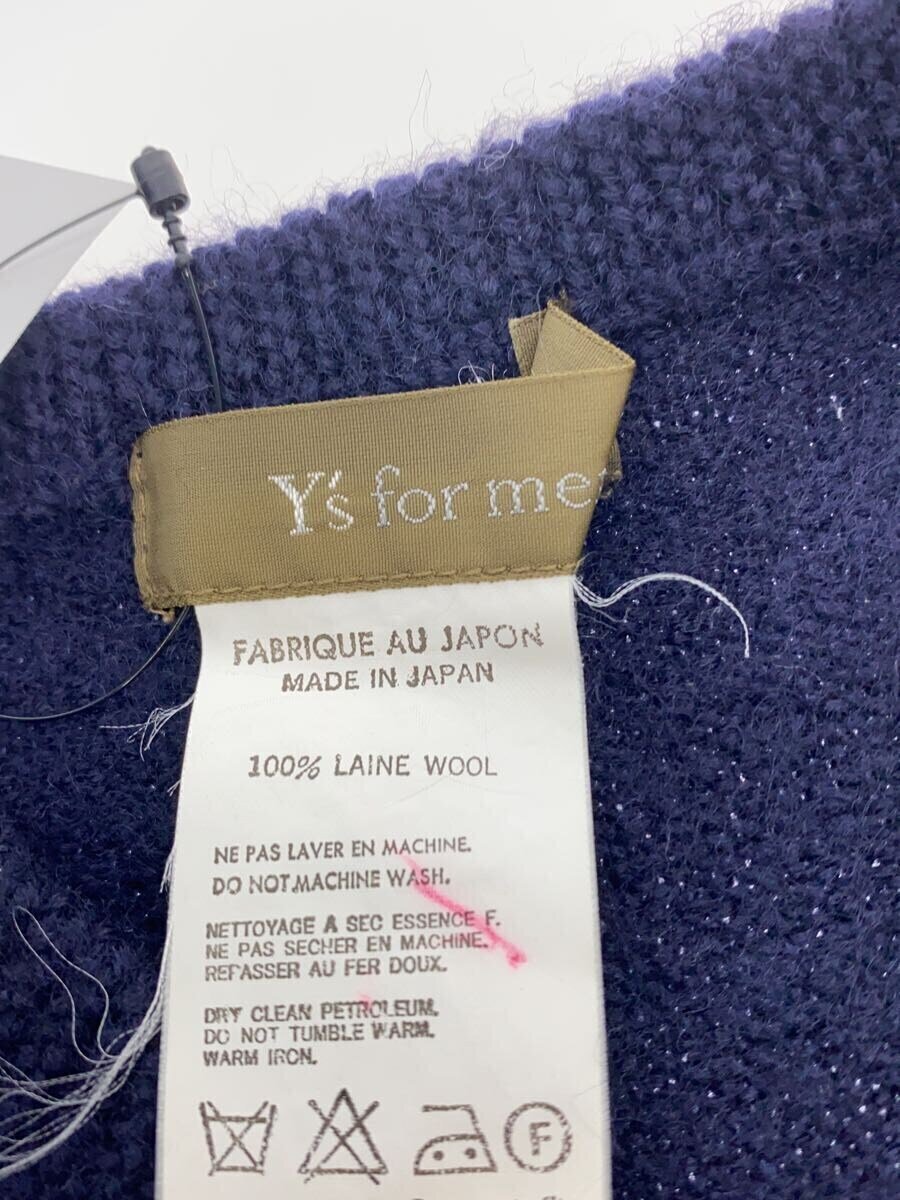 Y's for men
FABRIQUE AU JAPON
MADE IN JAPAN
100% LAINE WOOL
NE PAS LAVER EN MACHINE.
DO NOT MACHINE WASH.
NETTOYAGE A SEC ESSENCE F.
NE PAS SECHER EN MACHINE.
REPASSER AU FER DOUX.
DRY CLEAN PETROLEUM.
DO NOT TUMBLE WARM.
WARM IRON.
F